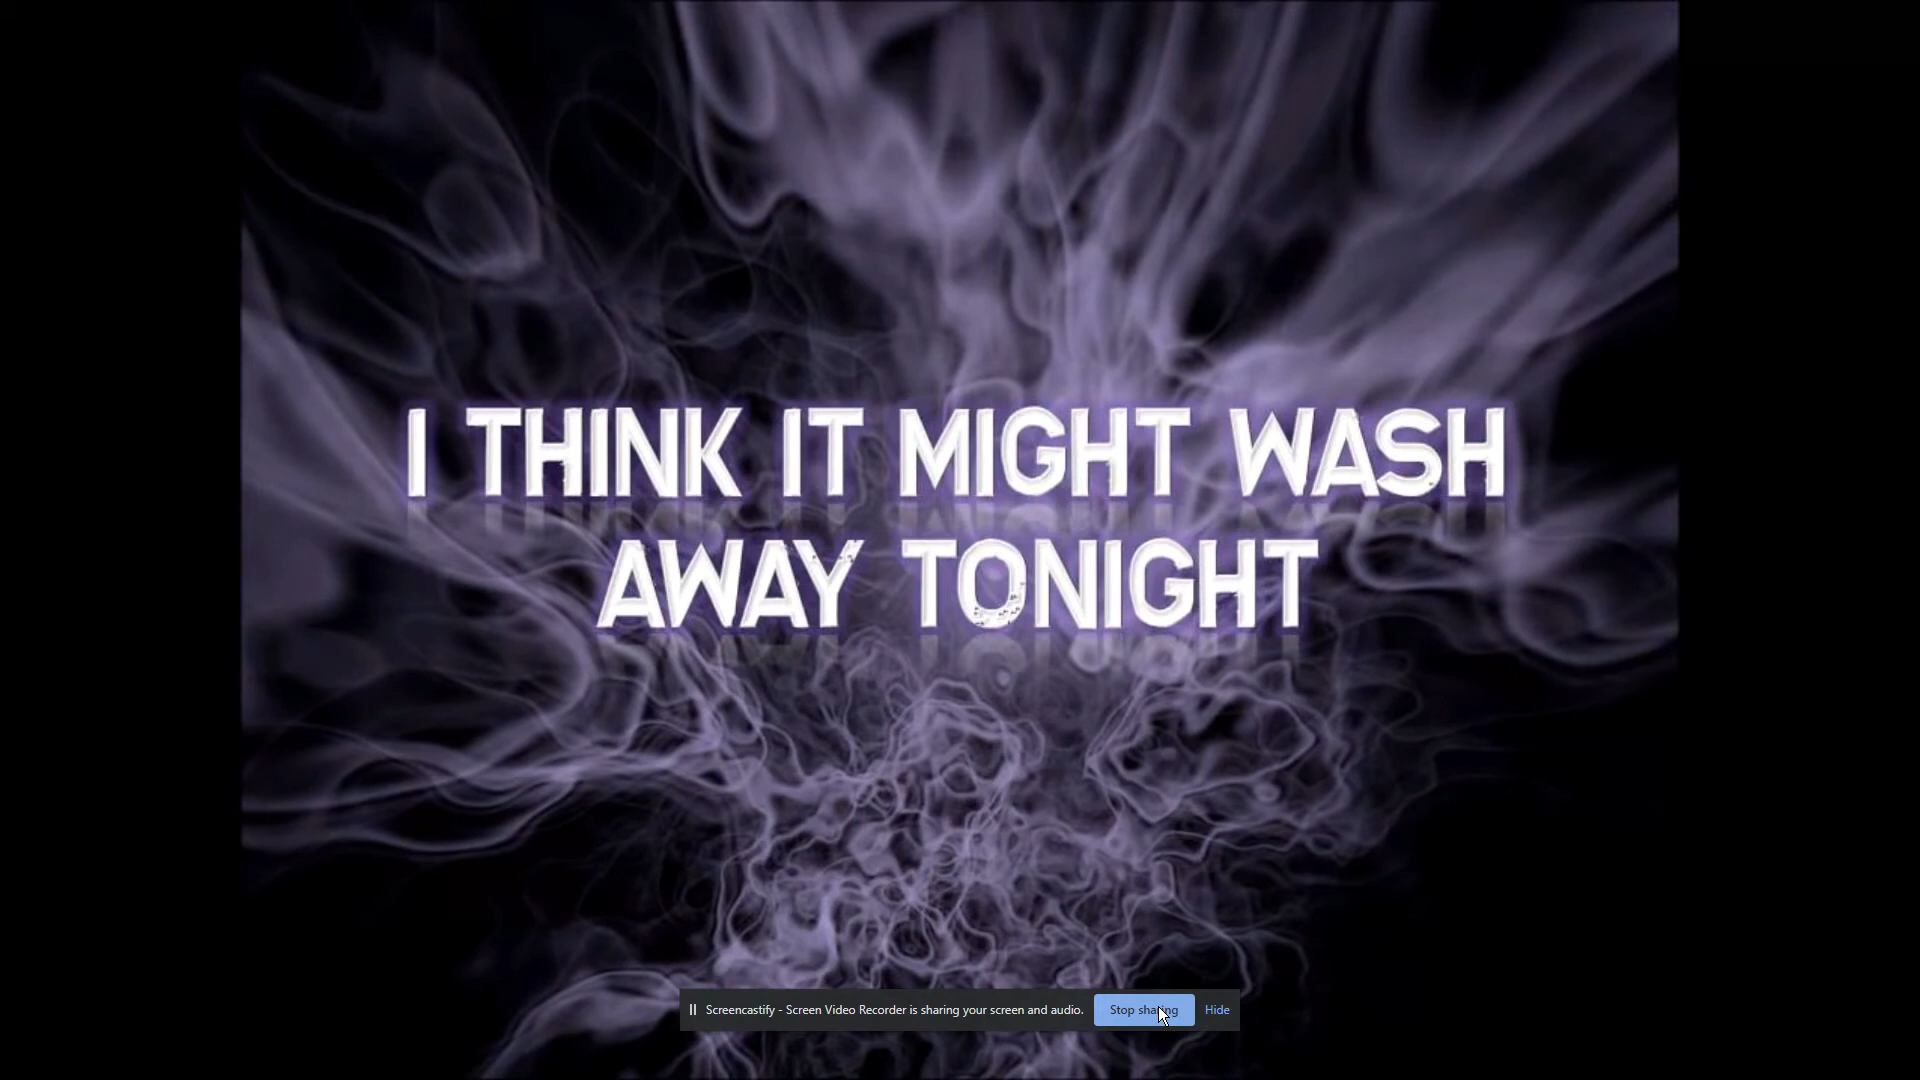 I THINK IT MIGHT WASH
AWAY TONIGHT
Screencastify - Screen Video Recorder is sharing your screen and audio. Stop sharing Hide